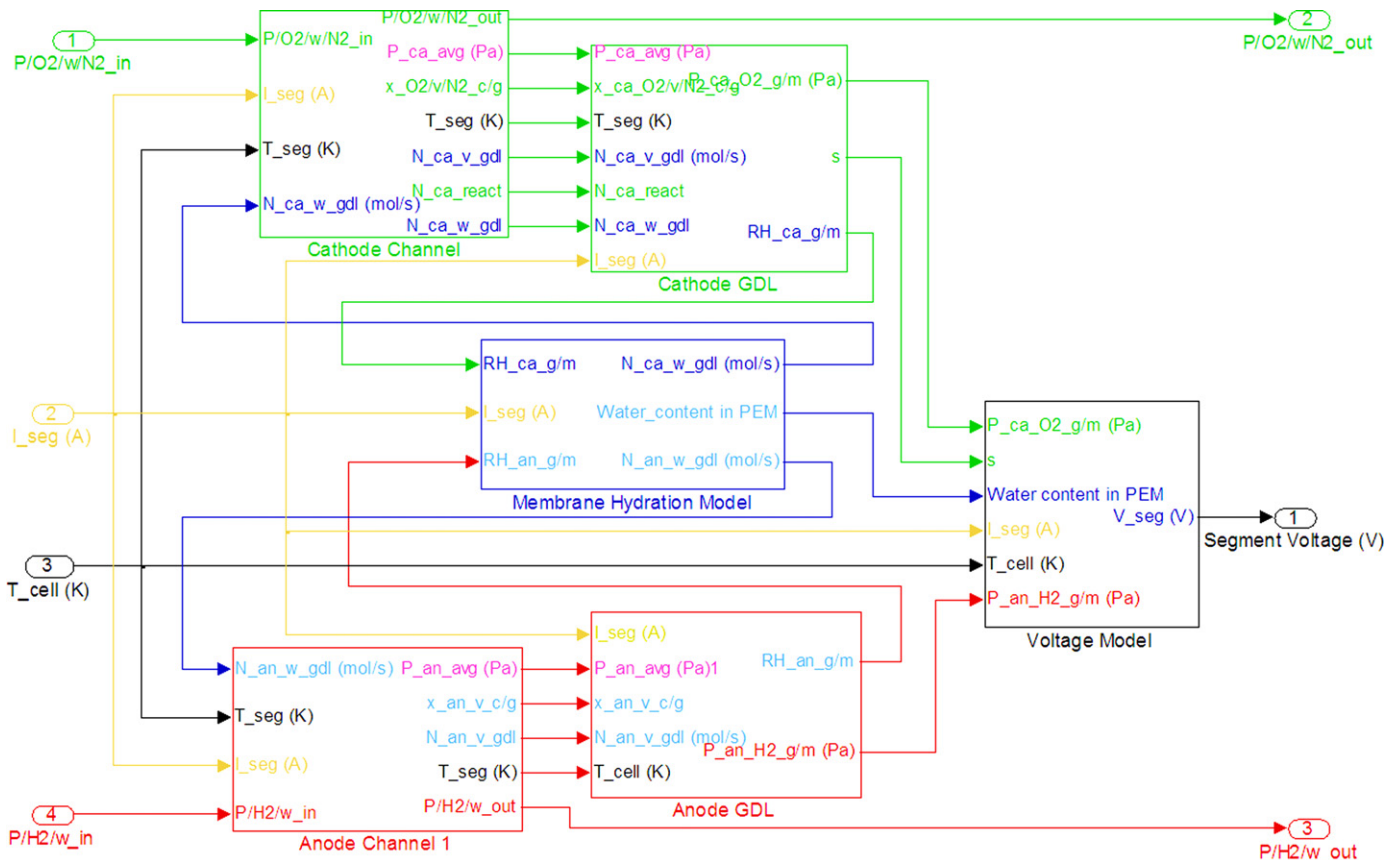 1
P/O2/w/N2_in
P/O2/w/N2_in
I_seg (A)
T_seg (K)
N_ca_w_gdl (mol/s)
P/O2/w/N2_out
P_ca_avg (Pa)
x_O2/v/N2_c/g
T_seg (K)
N_ca_v_gdl
N_ca_react
N_ca_w_gdl
Cathode Channel
P_ca_avg (Pa)
x_ca_O2/v/N2_c/g
T_seg (K)
N_ca_v_gdl (mol/s)
N_ca_react
N_ca_w_gdl
I_seg (A)
P_ca_O2_g/m (Pa)
s
RH_ca_g/m
Cathode GDL
2
P/O2/w/N2_out
2
I_seg (A)
RH_ca_g/m
I_seg (A)
RH_an_g/m
N_ca_w_gdl (mol/s)
Water_content in PEM
N_an_w_gdl (mol/s)
Membrane Hydration Model
3
T_cell (K)
P_ca_O2_g/m (Pa)
s
Water content in PEM
I_seg (A)
T_cell (K)
P_an_H2_g/m (Pa)
V_seg (V)
Voltage Model
1
Segment Voltage (V)
4
P/H2/w_in
N_an_w_gdl (mol/s)
T_seg (K)
I_seg (A)
P/H2/w_in
P_an_avg (Pa)
x_an_v_c/g
N_an_v_gdl
T_seg (K)
P/H2/w_out
Anode Channel 1
I_seg (A)
P_an_avg (Pa)1
x_an_v_c/g
N_an_v_gdl (mol/s)
T_cell (K)
RH_an_g/m
P_an_H2_g/m (Pa)
Anode GDL
3
P/H2/w_out